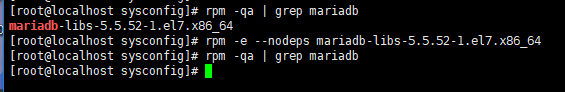 [root@localhost sysconfig]# rpm -qa | grep mariadb
mariadb-libs-5.5.52-1.el7.x86_64
[root@localhost sysconfig]# rpm -e --nodeps mariadb-libs-5.5.52-1.el7.x86_64
[root@localhost sysconfig]# rpm -qa | grep mariadb
[root@localhost sysconfig]#